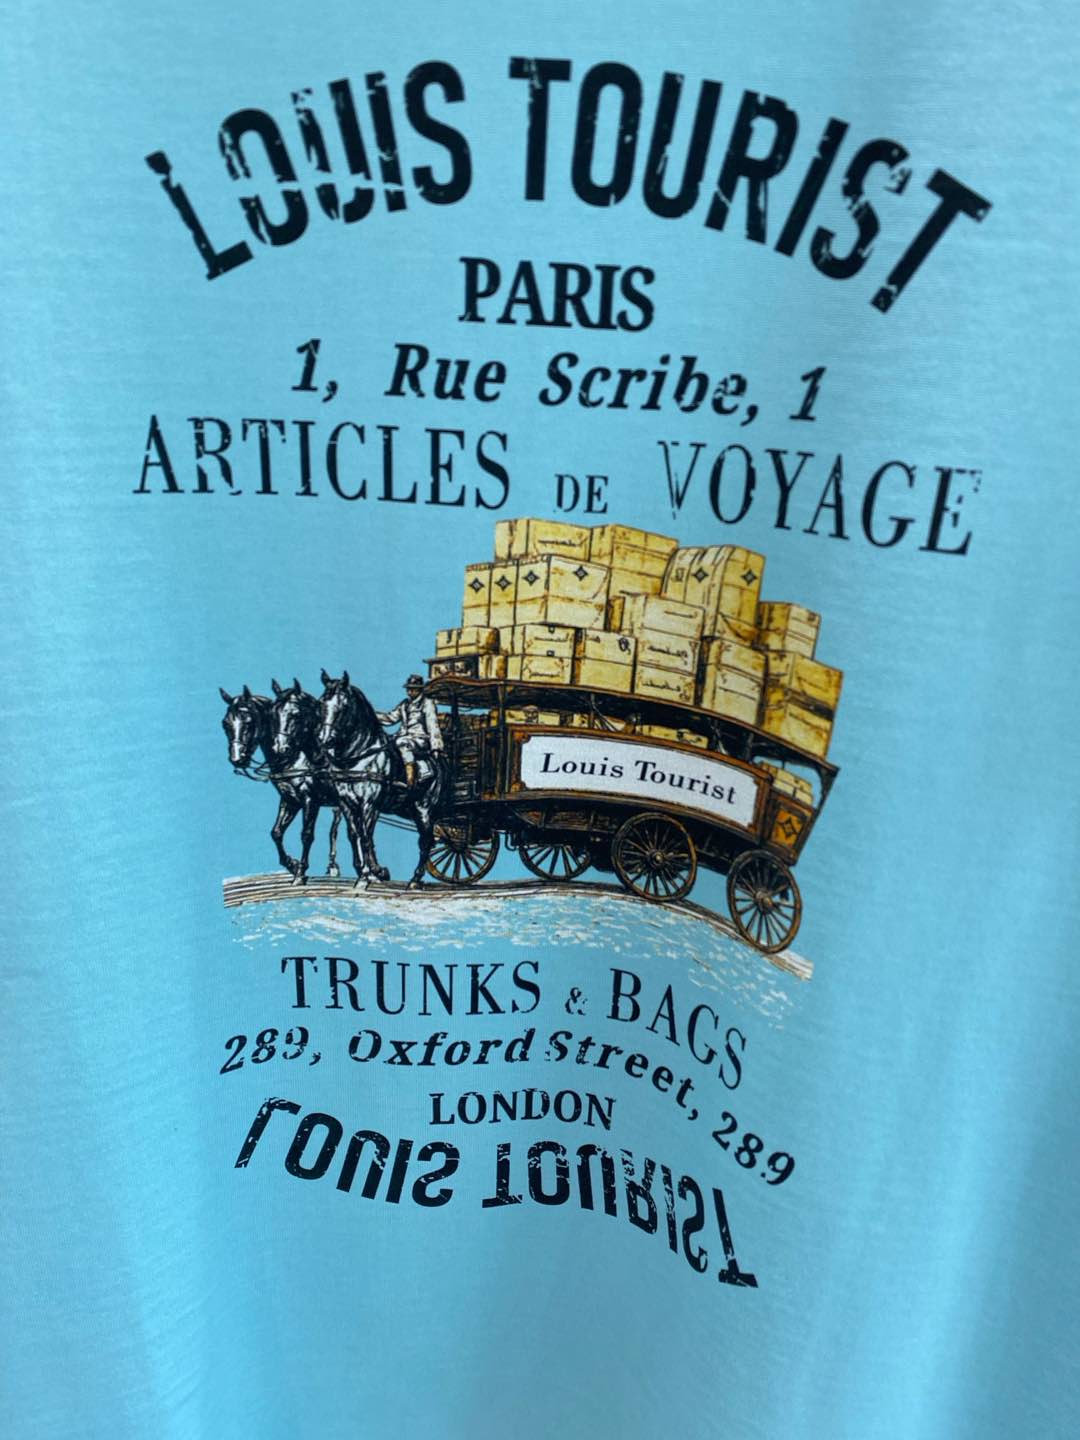 LOUIS TOURIST
PARIS
1, Rue Scribe, 1
ARTICLES DE VOYAGE
Louis Tourist
TRUNKS & BAGS
289, Oxford Street, 289
LONDON
LOUIS TOURIST